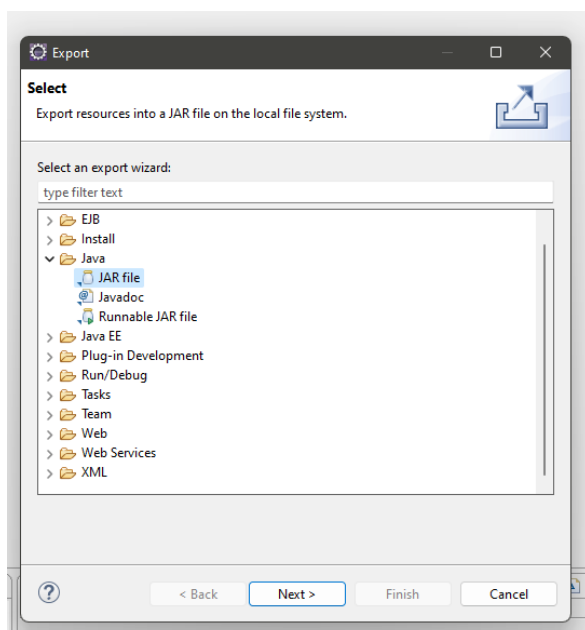 Export
Select
Export resources into a JAR file on the local file system.
Select an export wizard:
type filter text
EJB
Install
Java
JAR file
Javadoc
Runnable JAR file
Java EE
Plug-in Development
Run/Debug
Tasks
Team
Web
Web Services
XML
? < Back Next > Finish Cancel